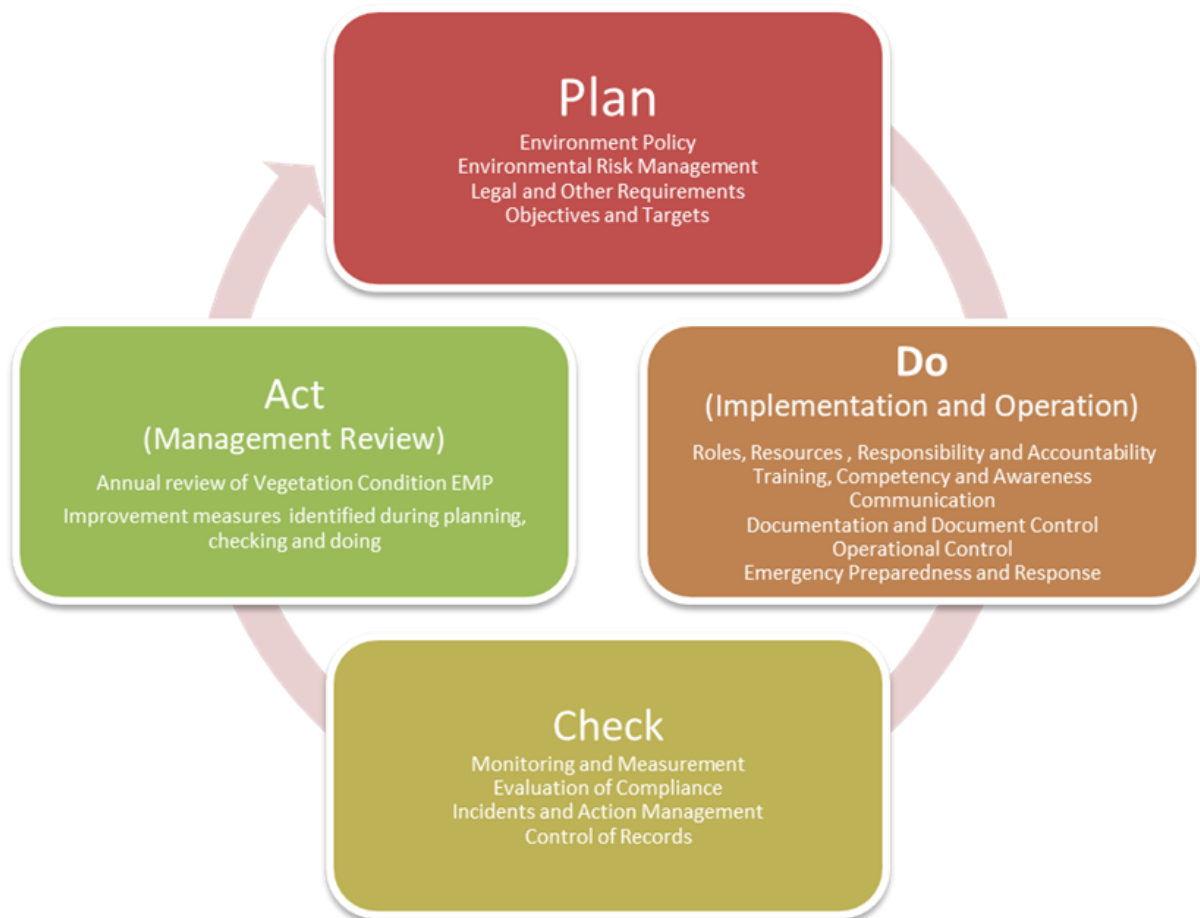 Plan
Environment Policy
Environmental Risk Management
Legal and Other Requirements
Objectives and Targets
Act
(Management Review)
Annual review of Vegetation Condition EMP
Improvement measures identified during planning,
checking and doing
Do
(Implementation and Operation)
Roles, Resources , Responsibility and Accountability
Training, Competency and Awareness
Communication
Documentation and Document Control
Operational Control
Emergency Preparedness and Response
Check
Monitoring and Measurement
Evaluation of Compliance
Incidents and Action Management
Control of Records